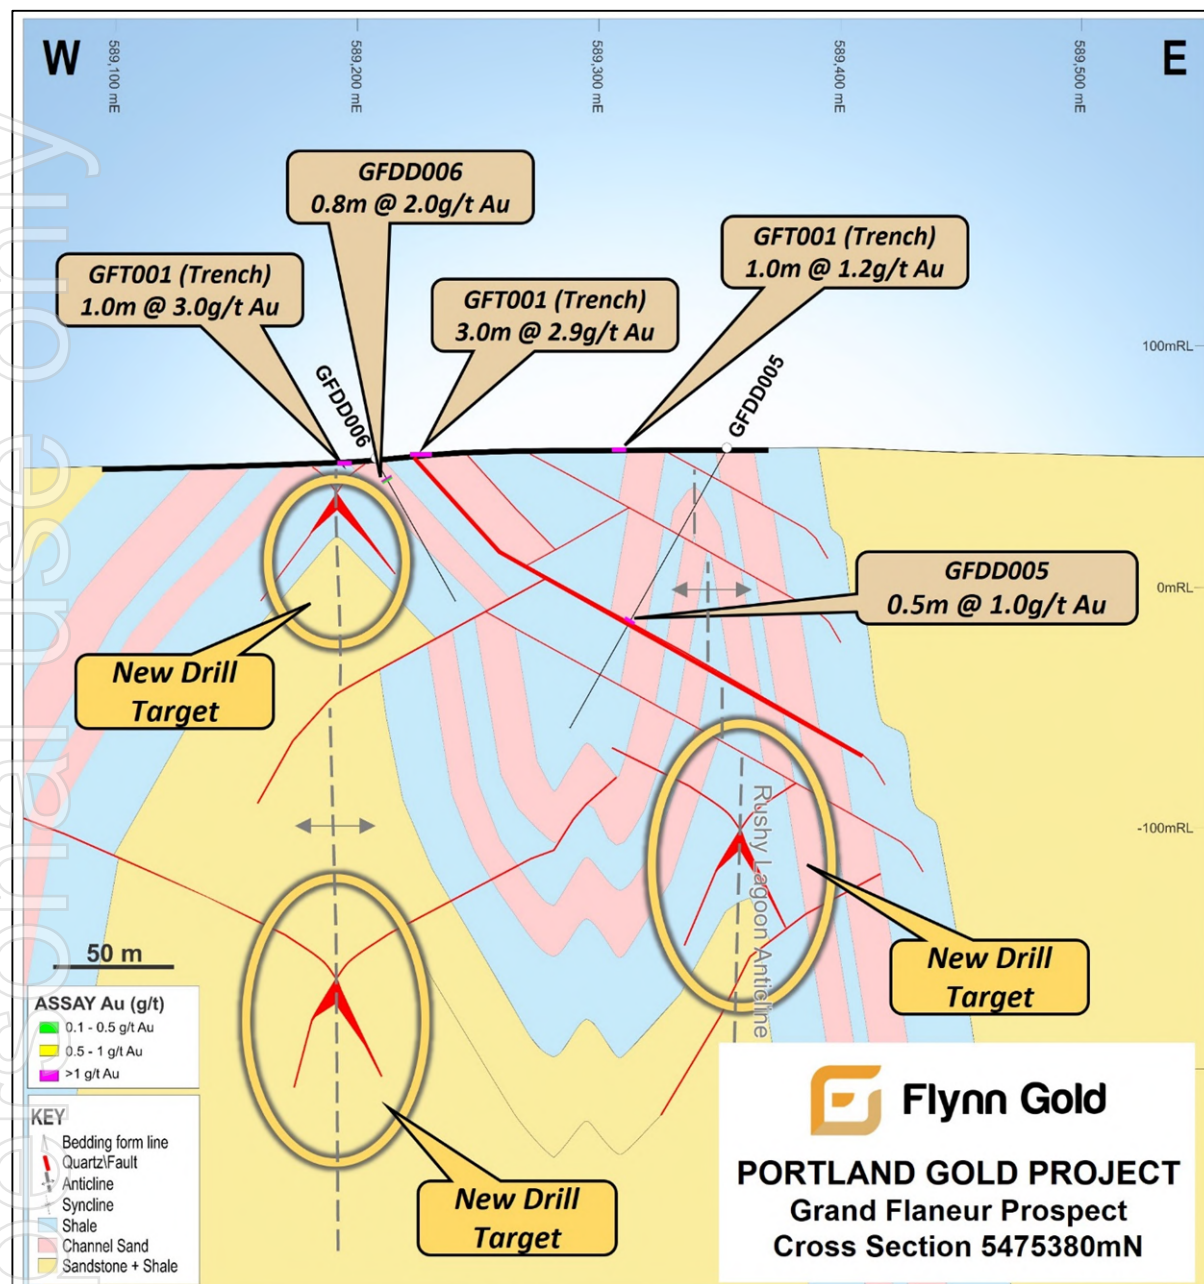 W
E
589,100 mE
589,200 mE
589,300 mE
589,400 mE
589,500 mE
GFDD006
0.8m @ 2.0g/t Au
GFT001 (Trench)
1.0m @ 1.2g/t Au
GFT001 (Trench)
1.0m @ 3.0g/t Au
GFT001 (Trench)
3.0m @ 2.9g/t Au
100mRL
GFDD006
GFDD005
GFDD005
0.5m @ 1.0g/t Au
0mRL
New Drill
Target
-100mRL
Rushy Lagoon Anticline
New Drill
Target
50 m
ASSAY Au (g/t)
0.1 - 0.5 g/t Au
0.5 - 1 g/t Au
>1 g/t Au
KEY
Bedding form line
Quartz\Fault
Anticline
Syncline
Shale
Channel Sand
Sandstone + Shale
New Drill
Target
Flynn Gold
PORTLAND GOLD PROJECT
Grand Flaneur Prospect
Cross Section 5475380mN
personal use only